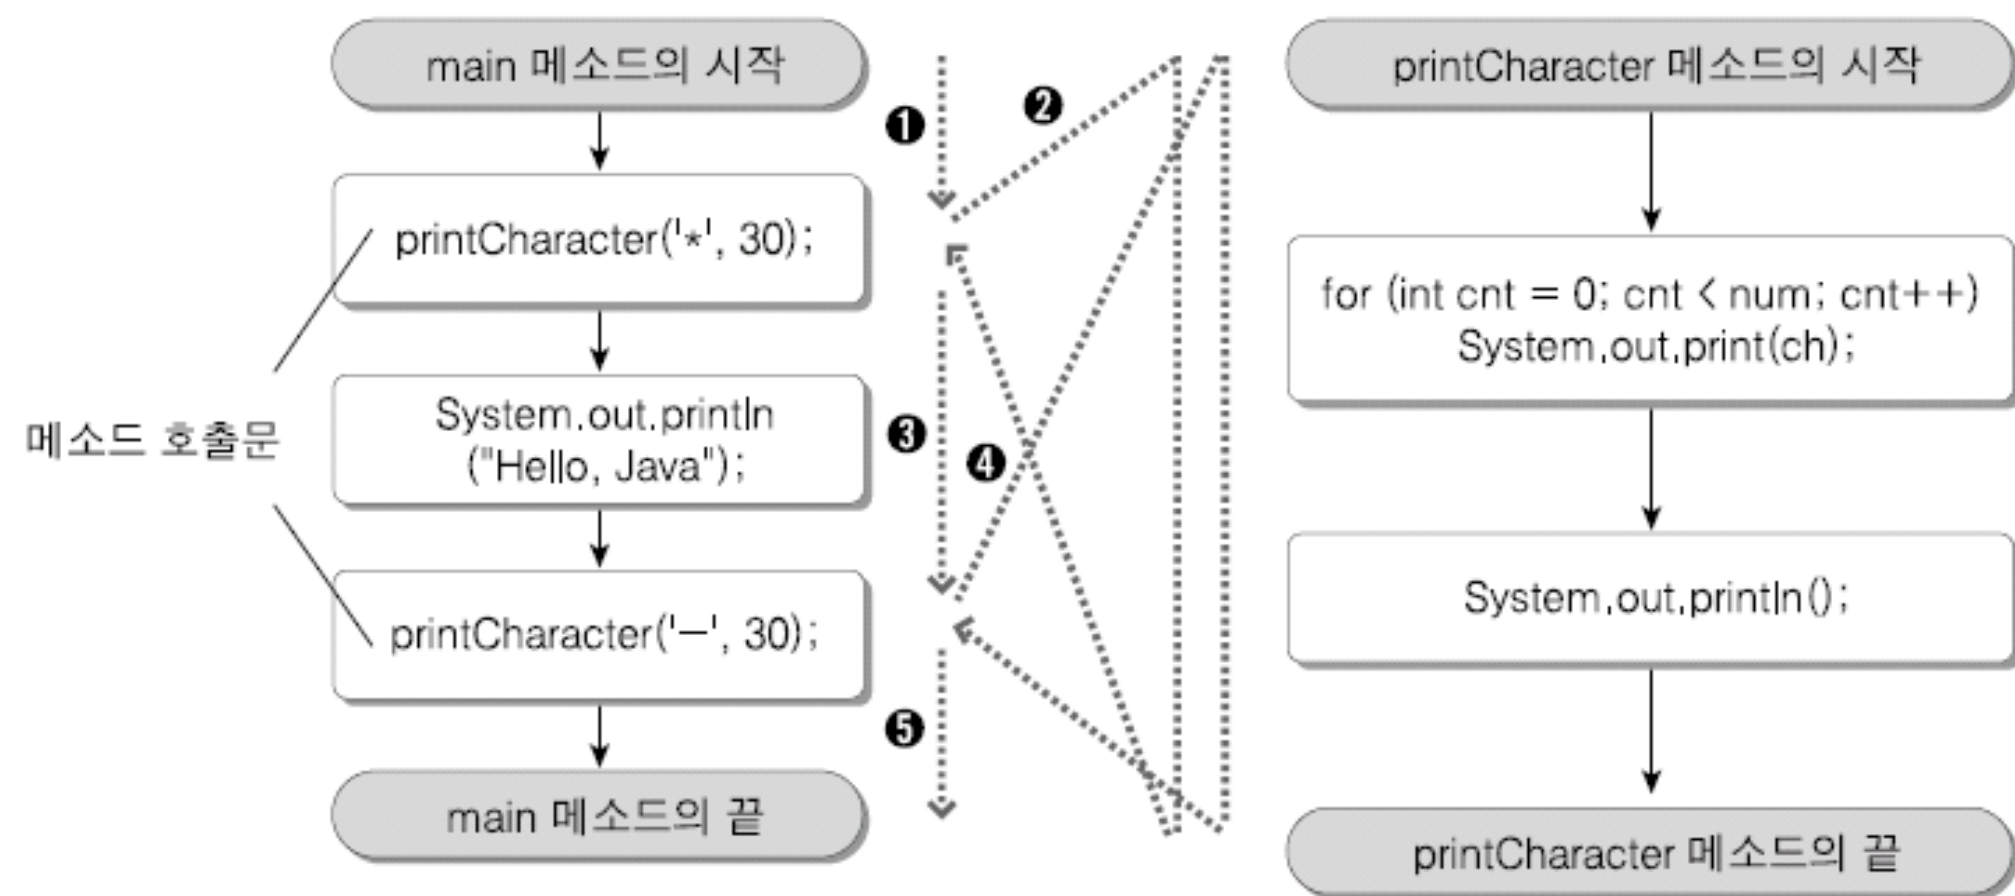 main 메소드의 시작
printCharacter('*', 30);
System.out.println
("Hello, Java");
printCharacter('-', 30);
main 메소드의 끝
메소드 호출문
❶
❷
❸
❹
❺
printCharacter 메소드의 시작
for (int cnt = 0; cnt < num; cnt++)
System.out.print(ch);
System.out.println();
printCharacter 메소드의 끝